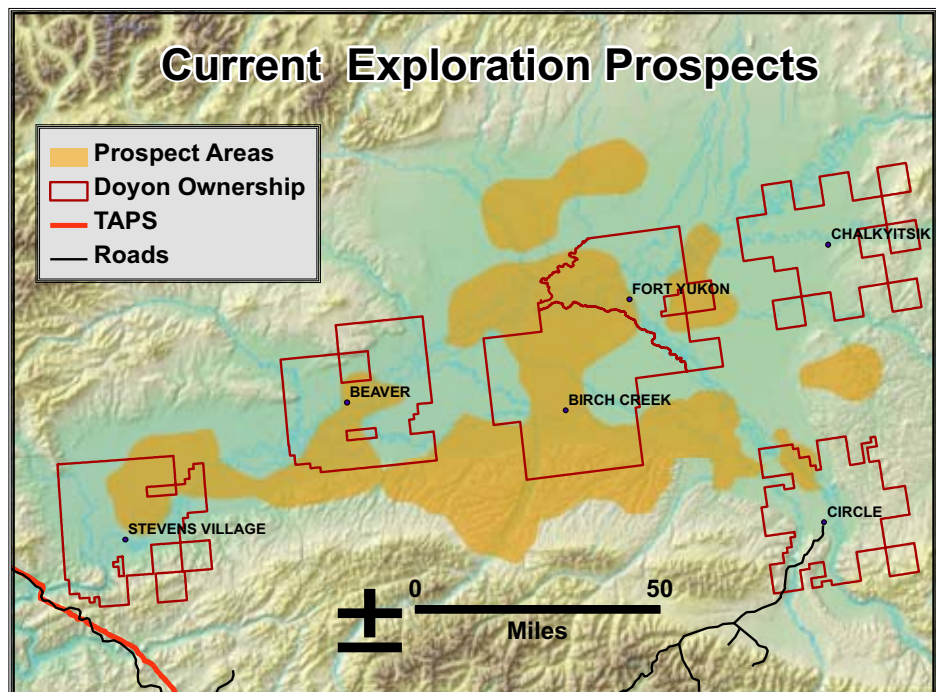 Current Exploration Prospects
Prospect Areas
Doyon Ownership
TAPS
Roads
CHALKYITSIK
FORT YUKON
BEAVER
BIRCH CREEK
STEVENS VILLAGE
CIRCLE
0 50
Miles